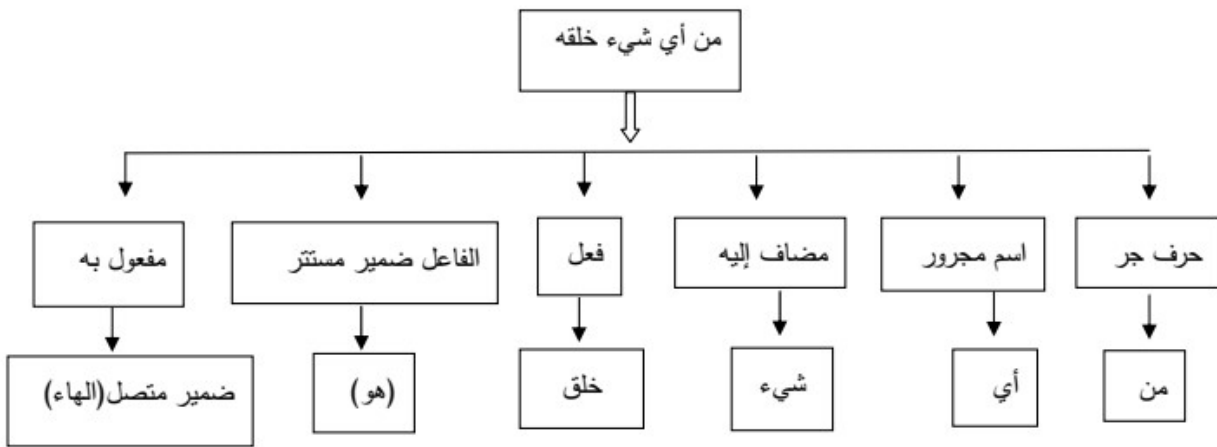 من أي شيء خلقه
حرف جر
اسم مجرور
مضاف إليه
فعل
الفاعل ضمير مستتر
مفعول به
من
أي
شيء
خلق
(هو)
ضمير متصل(الهاء)